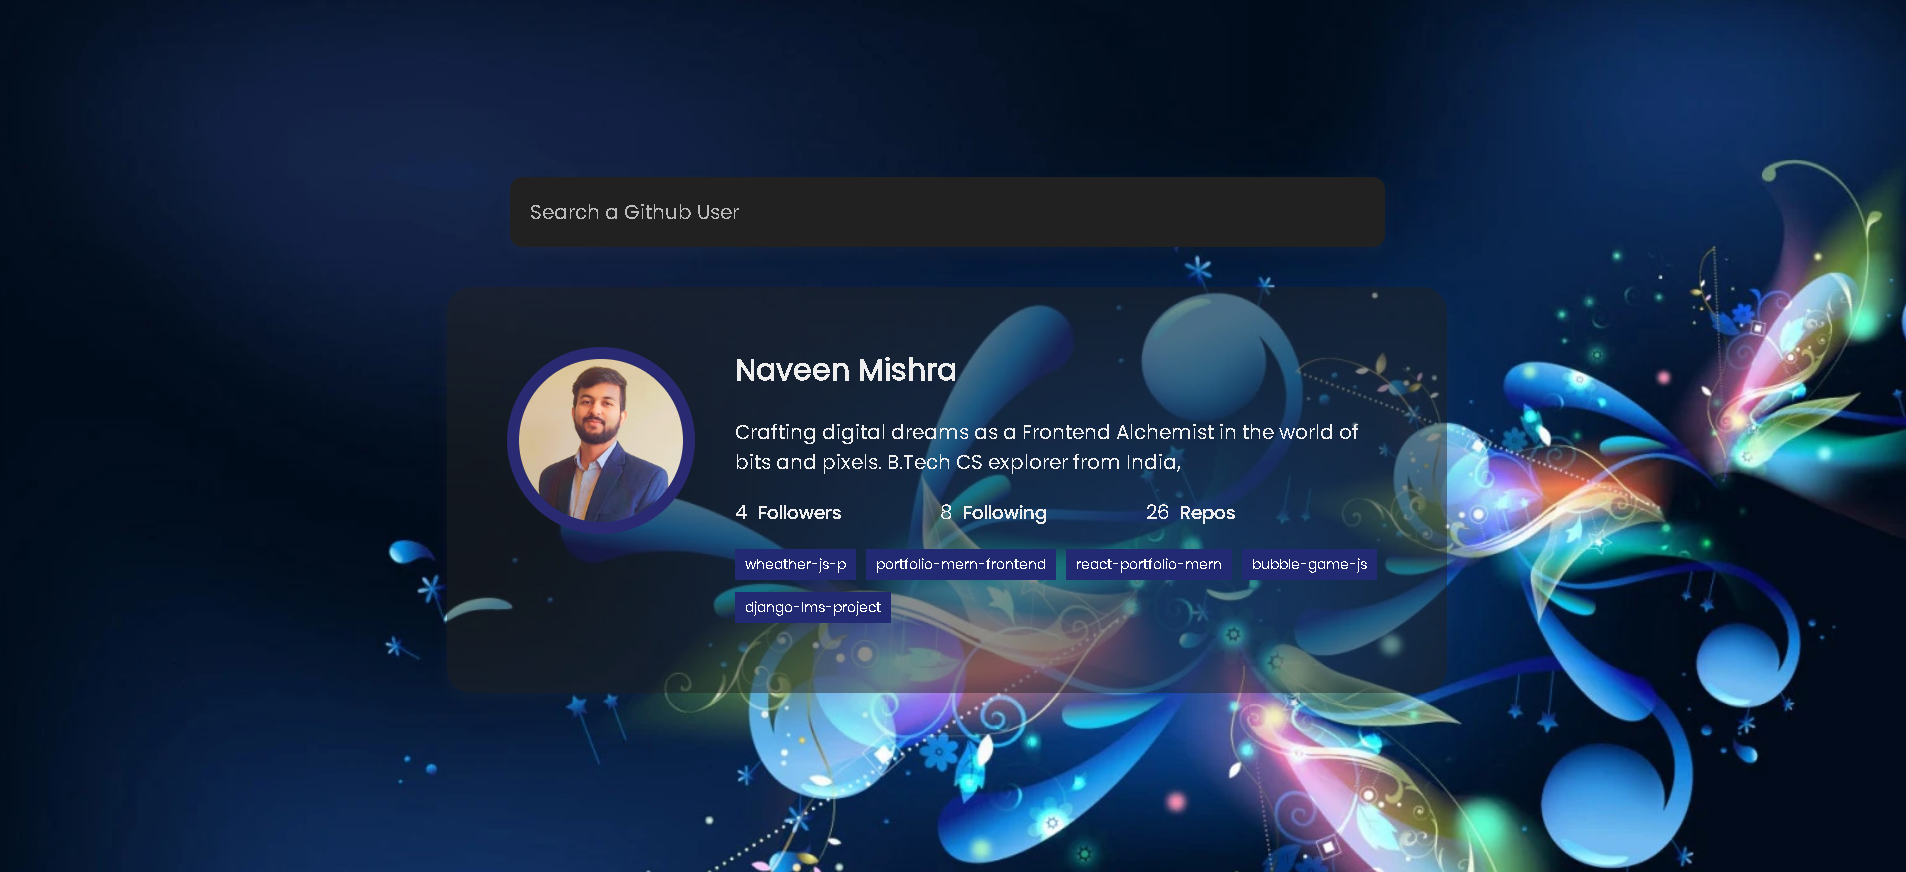 Search a Github User
Naveen Mishra
Crafting digital dreams as a Frontend Alchemist in the world of
bits and pixels. B.Tech CS explorer from India,
4 Followers 8 Following 26 Repos
wheather-js-p portfolio-mern-frontend react-portfolio-mern bubble-game-js
django-lms-project